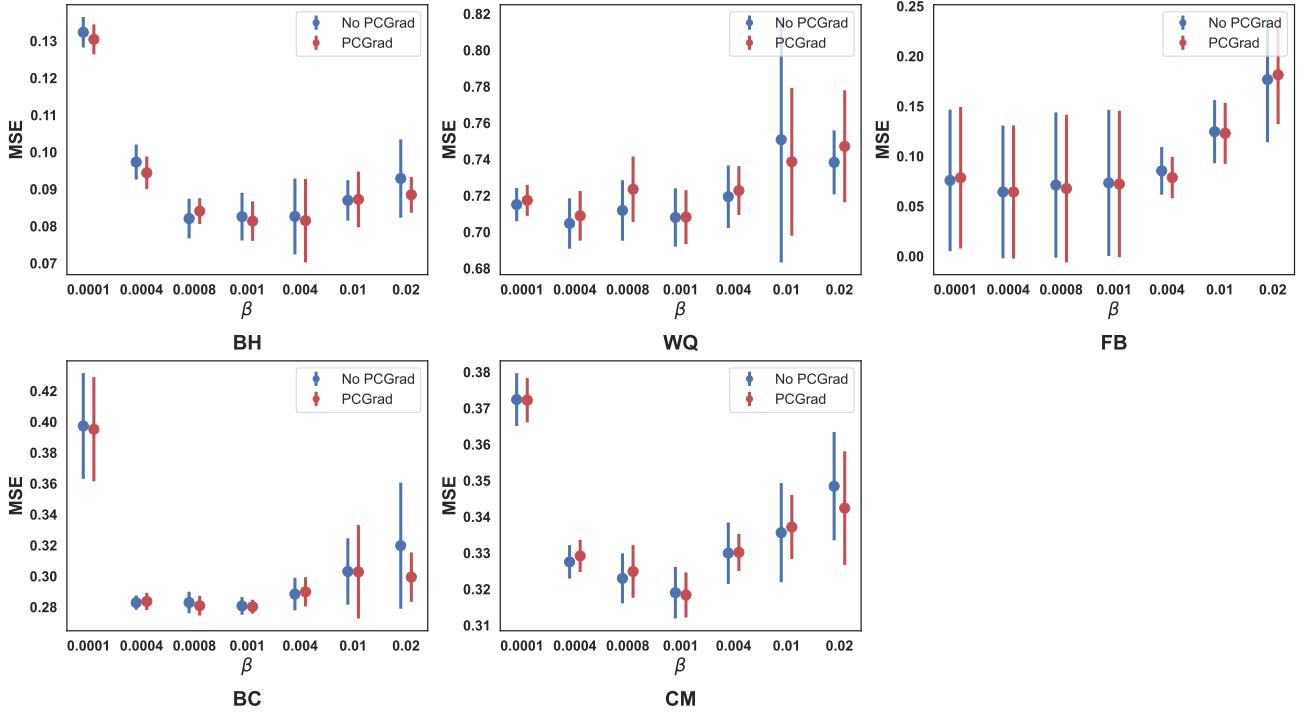 No PCGrad
PCGrad
0.13
0.12
0.11
0.10
0.09
0.08
0.07
MSE
0.0001 0.0004 0.0008 0.001 0.004 0.01 0.02
β
BH
No PCGrad
PCGrad
0.82
0.80
0.78
0.76
0.74
0.72
0.70
0.68
MSE
0.0001 0.0004 0.0008 0.001 0.004 0.01 0.02
β
WQ
No PCGrad
PCGrad
0.25
0.20
0.15
0.10
0.05
0.00
MSE
0.0001 0.0004 0.0008 0.001 0.004 0.01 0.02
β
FB
No PCGrad
PCGrad
0.42
0.40
0.38
0.36
0.34
0.32
0.30
0.28
MSE
0.0001 0.0004 0.0008 0.001 0.004 0.01 0.02
β
BC
No PCGrad
PCGrad
0.38
0.37
0.36
0.35
0.34
0.33
0.32
0.31
MSE
0.0001 0.0004 0.0008 0.001 0.004 0.01 0.02
β
CM